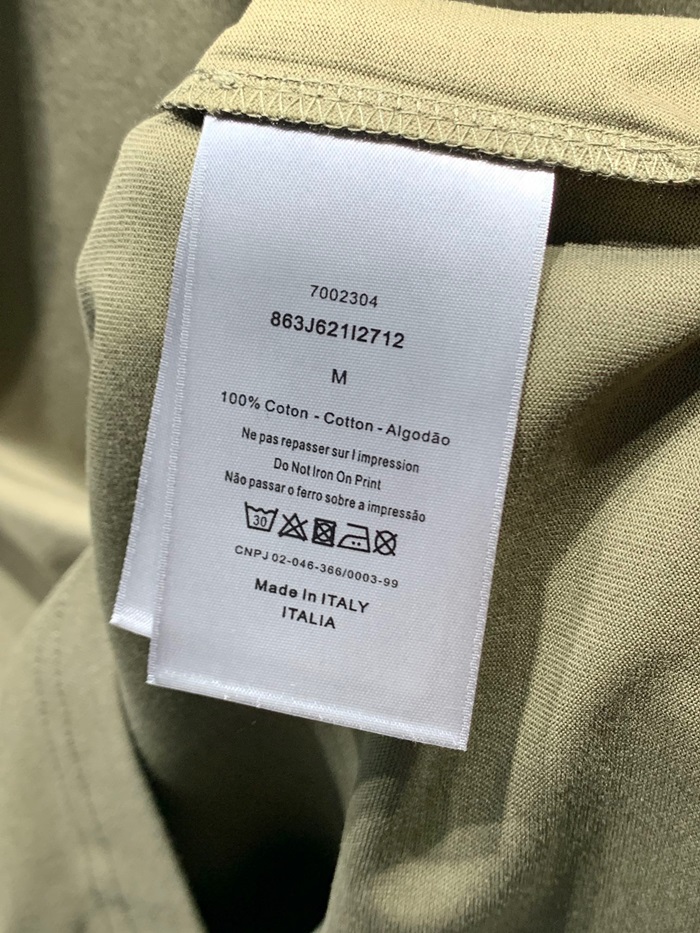 7002304
863J621I2712
M
100% Coton - Cotton - Algodão
Ne pas repasser sur l impression
Do Not Iron On Print
Não passar o ferro sobre a impressão
30
CNPJ 02-046-366/0003-99
Made In ITALY
ITALIA